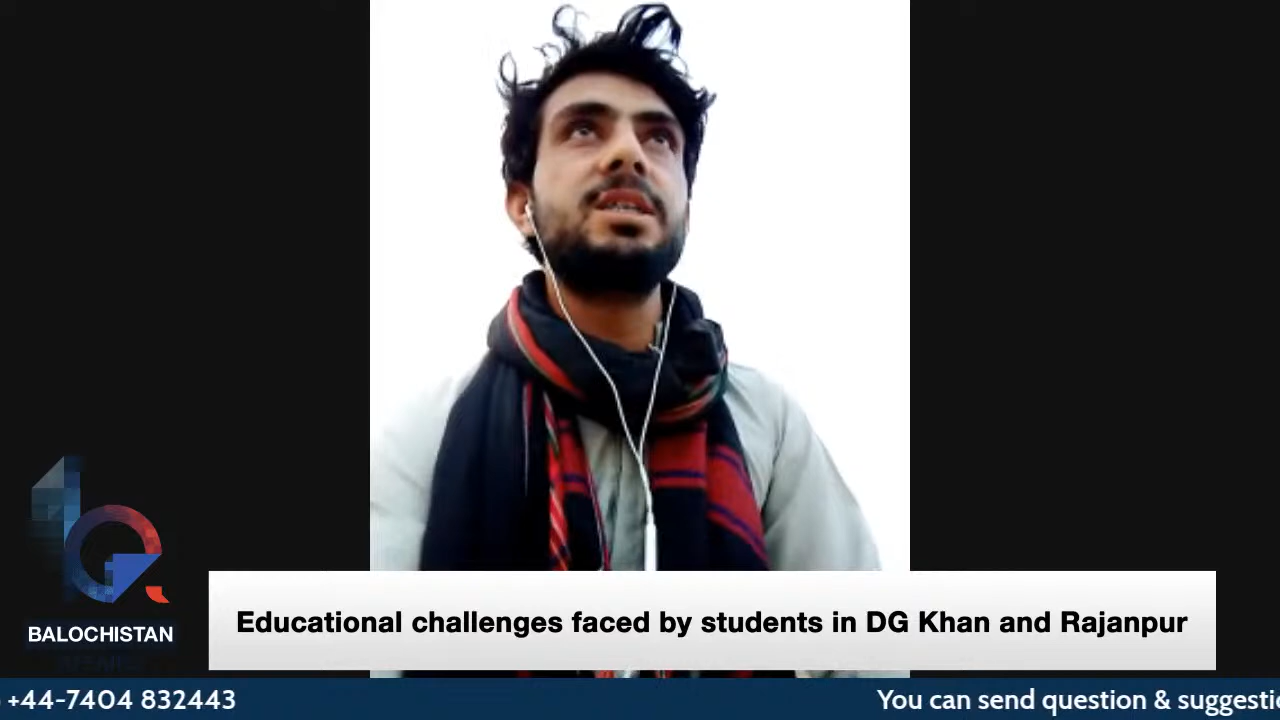 BALOCHISTAN
Educational challenges faced by students in DG Khan and Rajanpur
+44-7404 832443
You can send question & suggestio